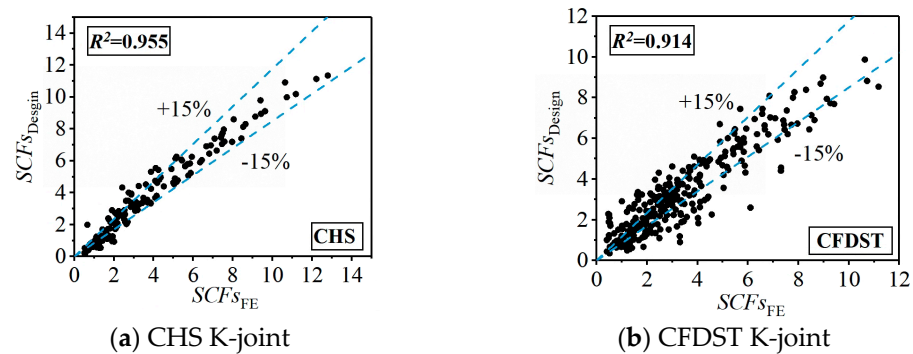 14
12
10
8
6
4
2
0
SCFs_Desgin
R²=0.955
+15%
-15%
CHS
0 2 4 6 8 10 12 14
SCFs_FE
(a) CHS K-joint
12
10
8
6
4
2
0
SCFs_Design
R²=0.914
+15%
-15%
CFDST
0 2 4 6 8 10 12
SCFs_FE
(b) CFDST K-joint